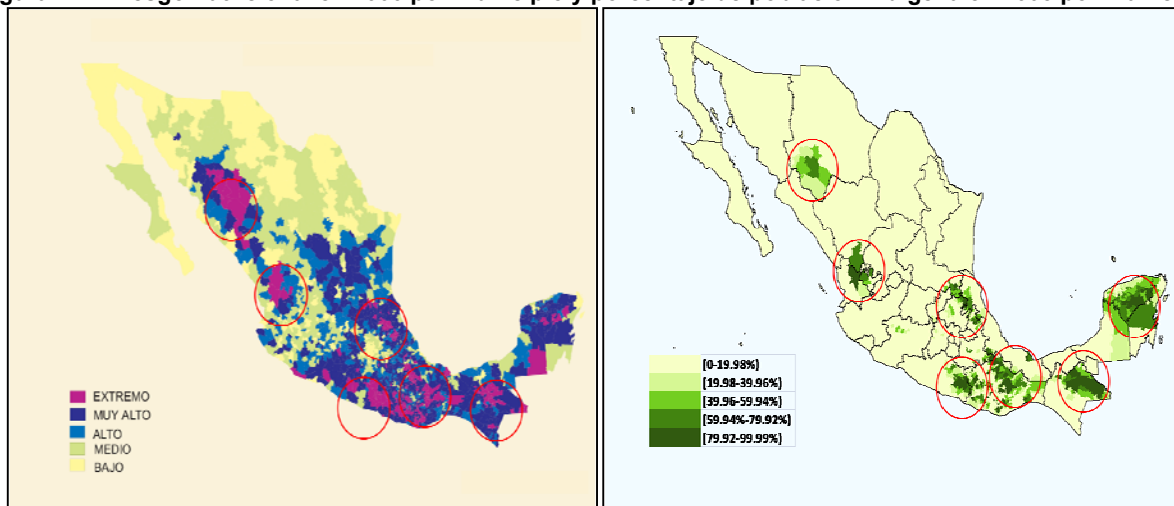 EXTREMO
MUY ALTO
ALTO
MEDIO
BAJO
[0-19.98%)
[19.98-39.96%)
[39.96-59.94%)
[59.94%-79.92%)
[79.92-99.99%)